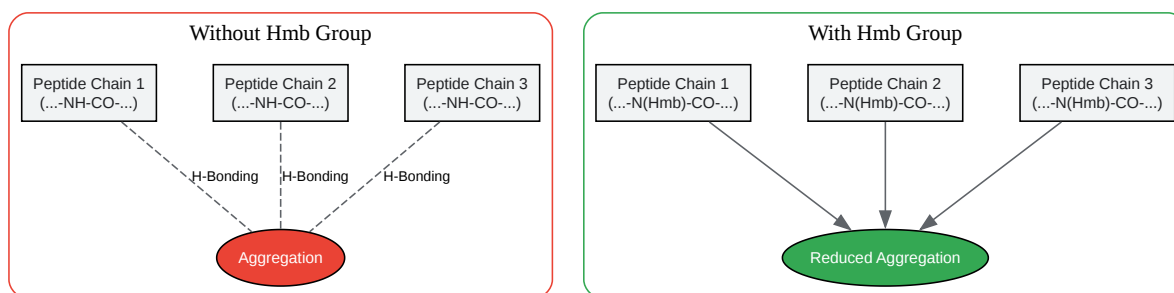 Without Hmb Group
Peptide Chain 1
(...-NH-CO-...)
Peptide Chain 2
(...-NH-CO-...)
Peptide Chain 3
(...-NH-CO-...)
H-Bonding
H-Bonding
H-Bonding
Aggregation
With Hmb Group
Peptide Chain 1
(...-N(Hmb)-CO-...)
Peptide Chain 2
(...-N(Hmb)-CO-...)
Peptide Chain 3
(...-N(Hmb)-CO-...)
Reduced Aggregation